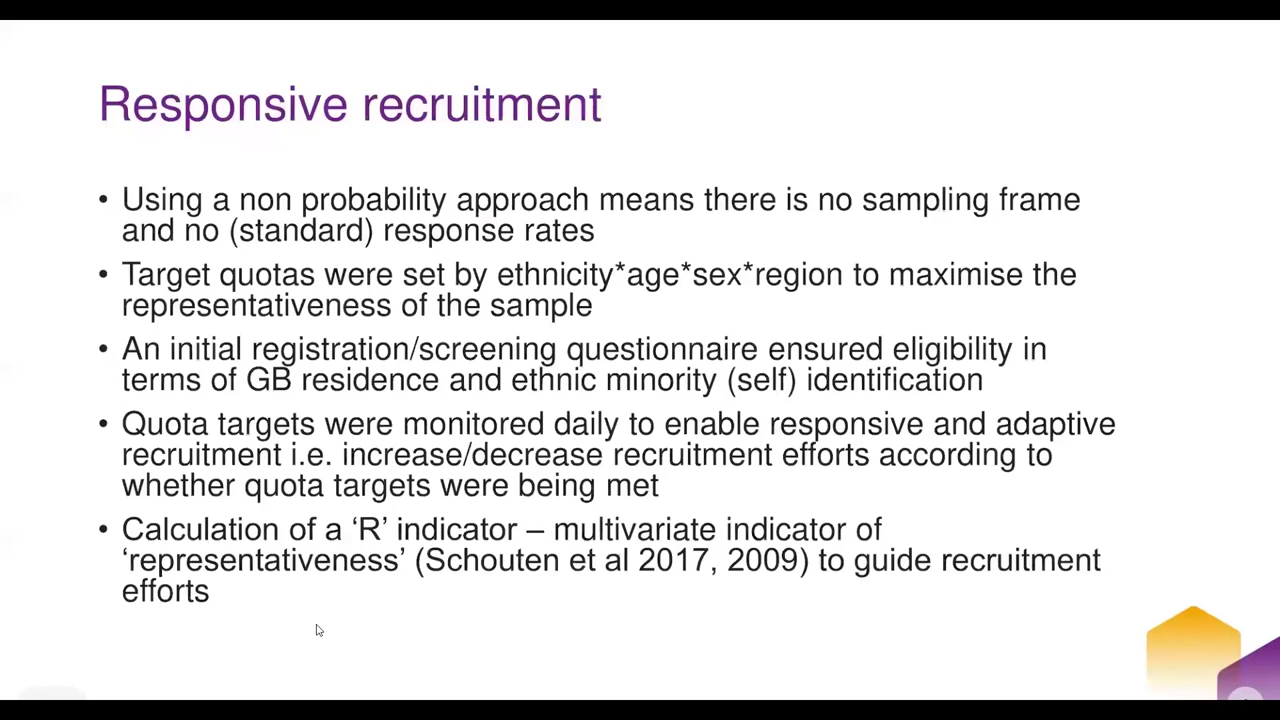 Responsive recruitment
• Using a non probability approach means there is no sampling frame
and no (standard) response rates
• Target quotas were set by ethnicity*age*sex*region to maximise the
representativeness of the sample
• An initial registration/screening questionnaire ensured eligibility in
terms of GB residence and ethnic minority (self) identification
• Quota targets were monitored daily to enable responsive and adaptive
recruitment i.e. increase/decrease recruitment efforts according to
whether quota targets were being met
• Calculation of a ‘R’ indicator – multivariate indicator of
‘representativeness’ (Schouten et al 2017, 2009) to guide recruitment
efforts